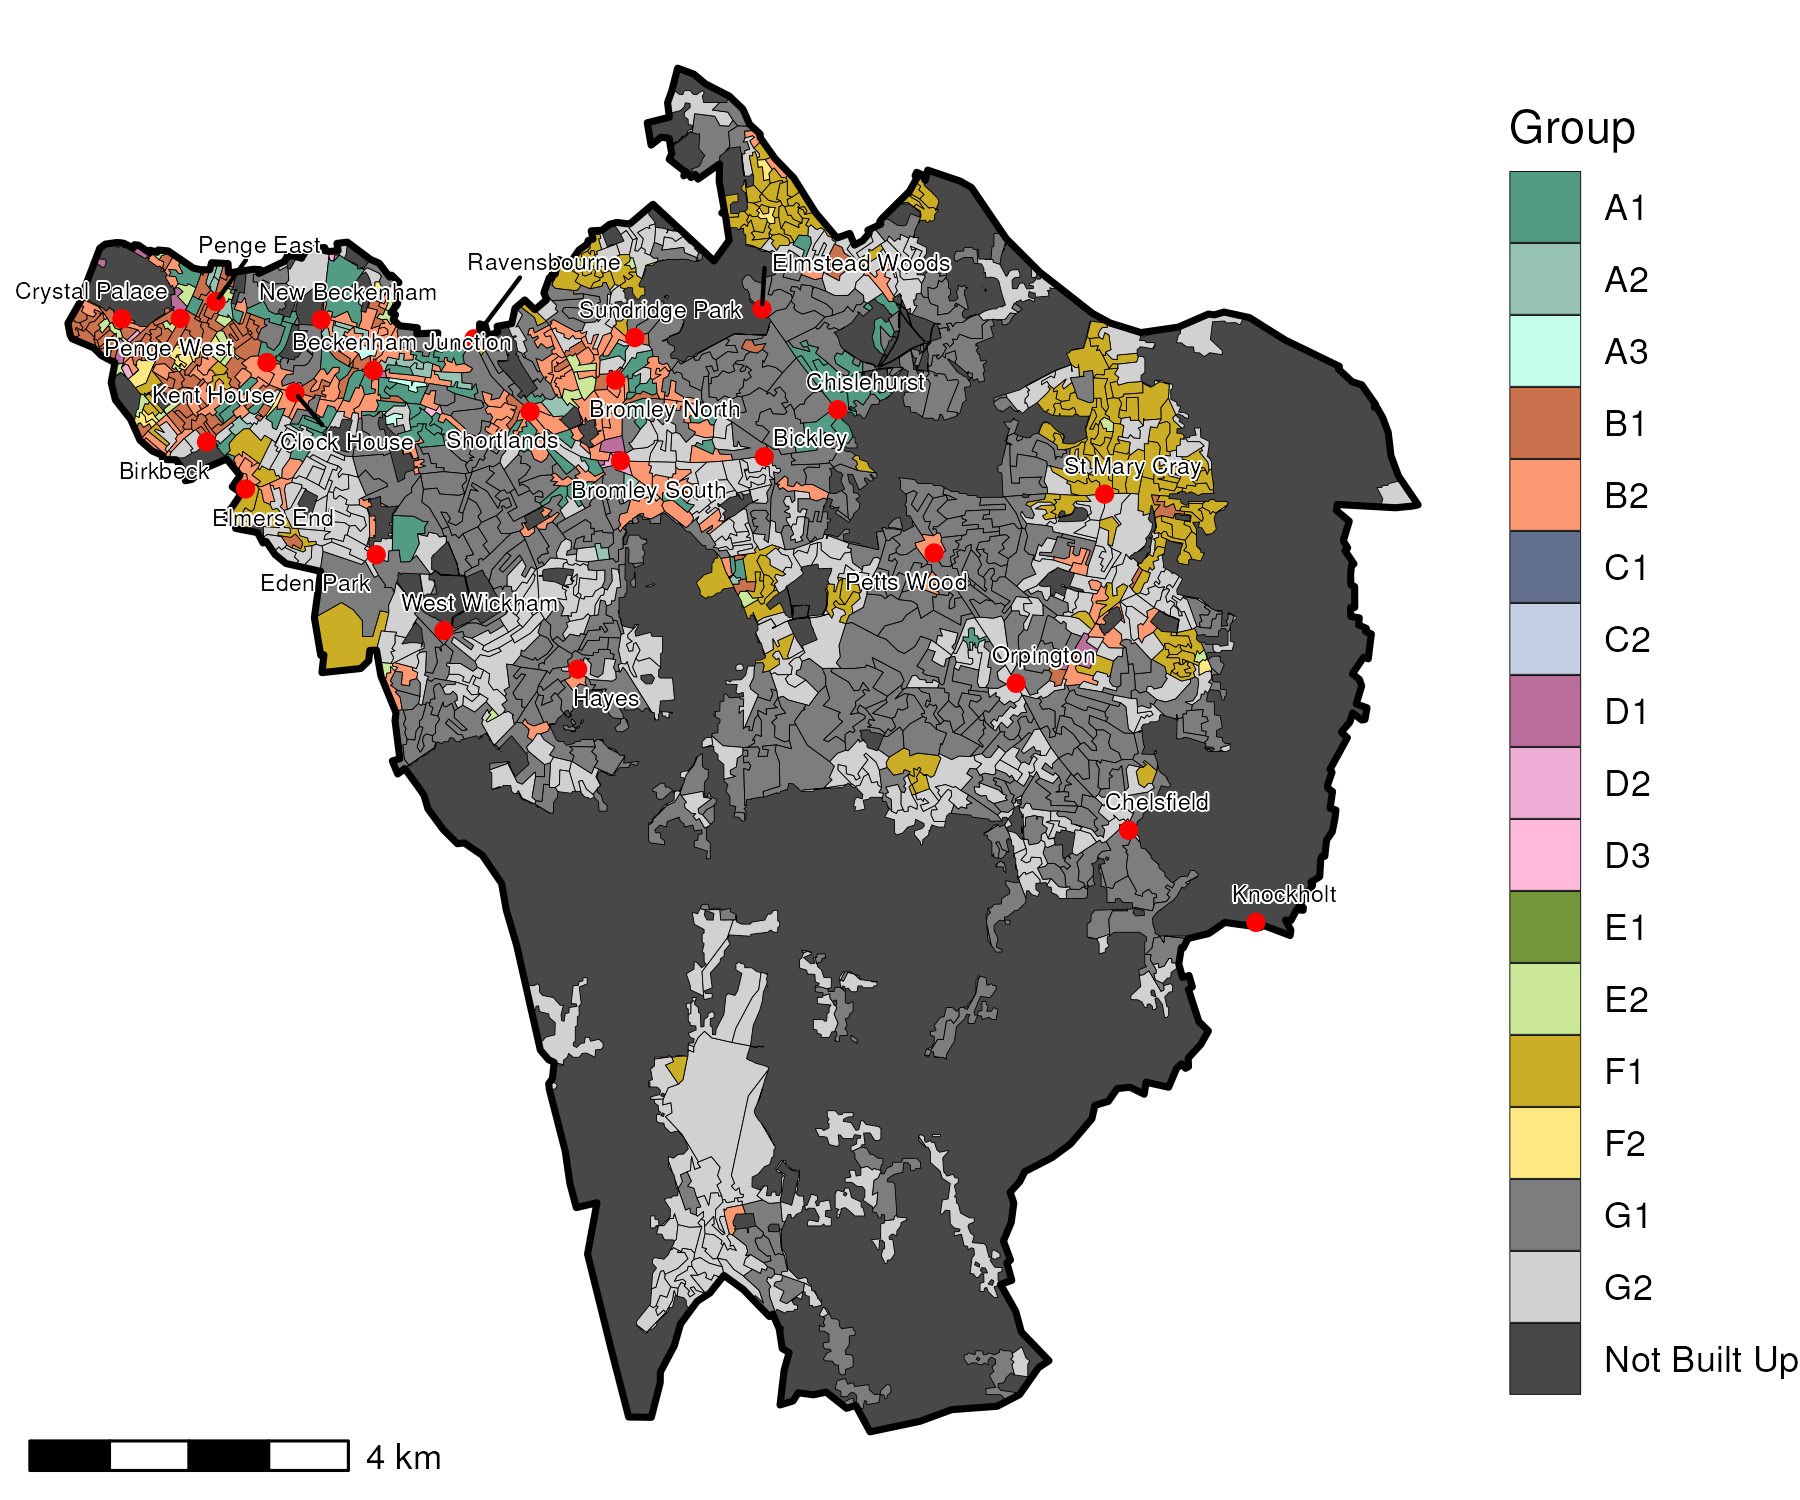 Group
A1
A2
A3
B1
B2
C1
C2
D1
D2
D3
E1
E2
F1
F2
G1
G2
Not Built Up
Penge East
Ravensbourne
Elmstead Woods
Crystal Palace
New Beckenham
Sundridge Park
Penge West
Beckenham Junction
Kent House
Chislehurst
Bromley North
Clock House
Shortlands
Bickley
Birkbeck
St Mary Cray
Bromley South
Elmers End
Eden Park
Petts Wood
West Wickham
Orpington
Hayes
Chelsfield
Knockholt
4 km